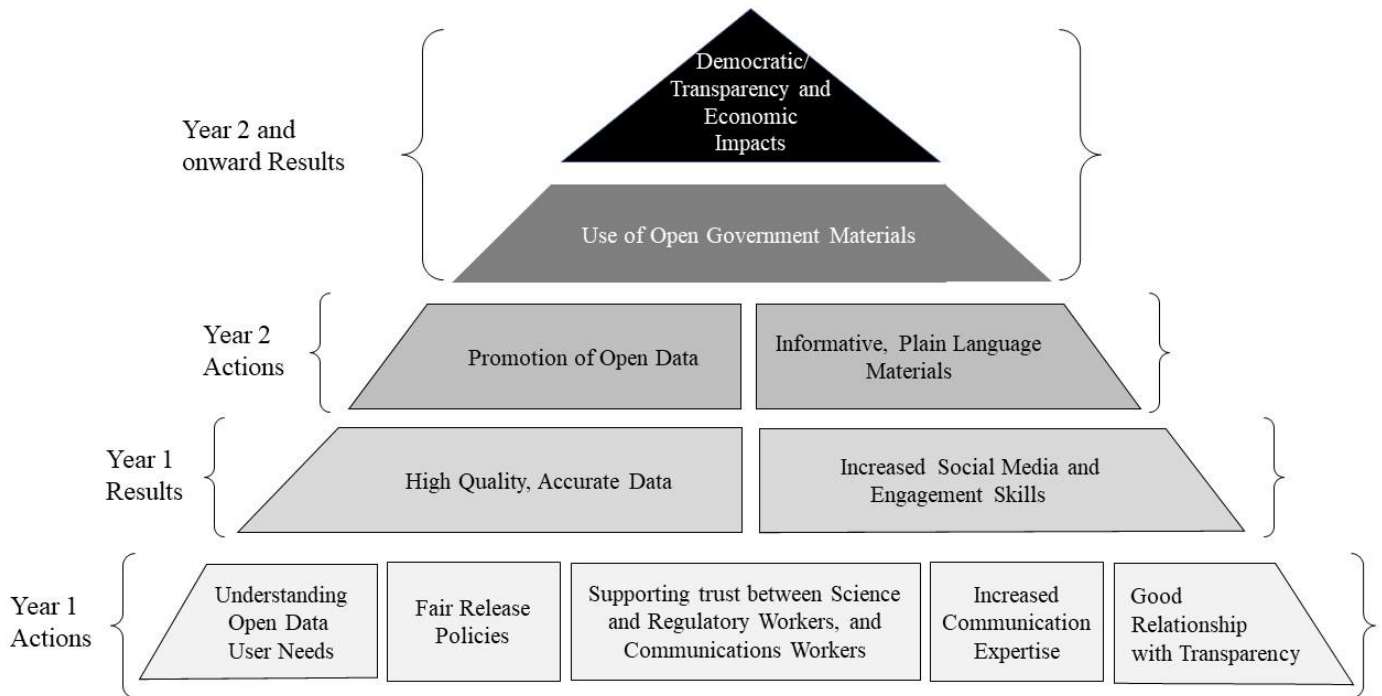 Democratic/
Transparency and
Economic
Impacts
Year 2 and
onward Results
Use of Open Government Materials
Year 2
Actions
Promotion of Open Data
Informative, Plain Language
Materials
Year 1
Results
High Quality, Accurate Data
Increased Social Media and
Engagement Skills
Year 1
Actions
Understanding
Open Data
User Needs
Fair Release
Policies
Supporting trust between Science
and Regulatory Workers, and
Communications Workers
Increased
Communication
Expertise
Good
Relationship
with Transparency